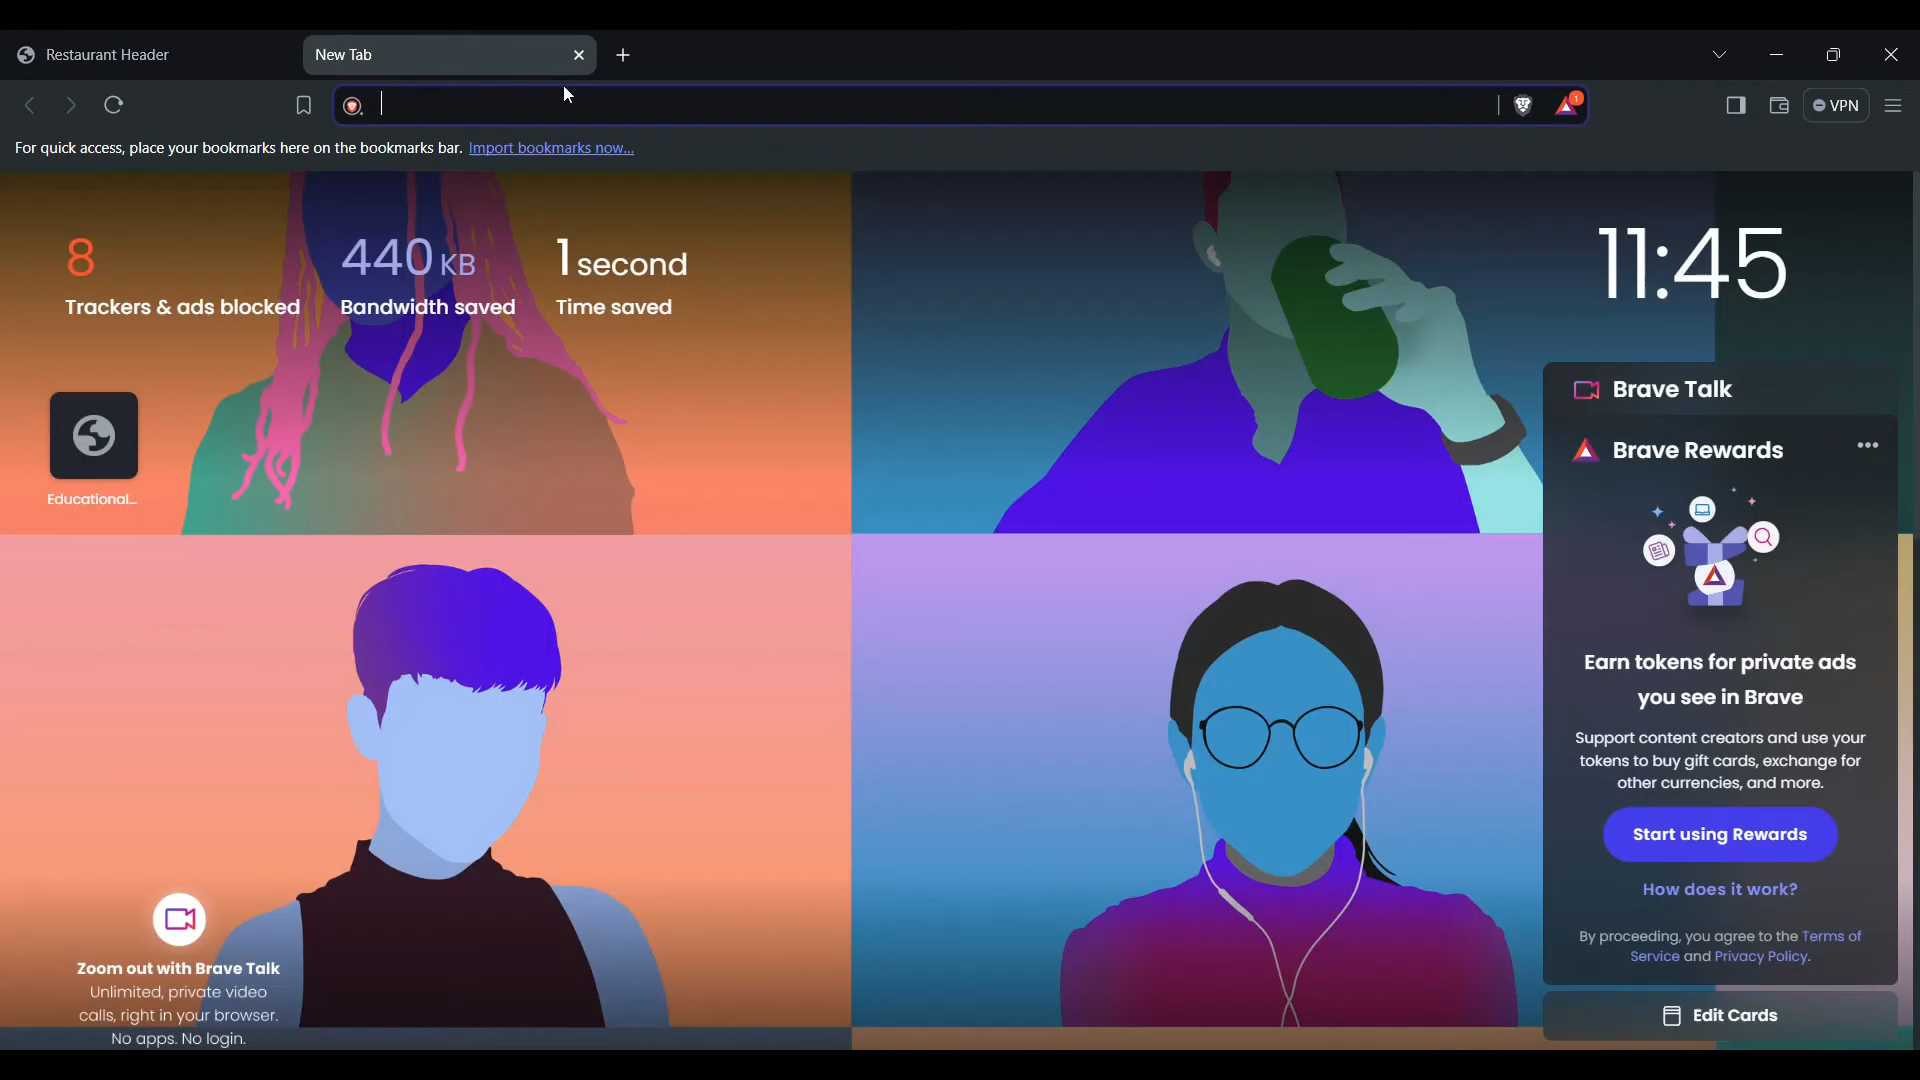 Restaurant Header
New Tab
1
VPN
For quick access, place your bookmarks here on the bookmarks bar. Import bookmarks now...
8
Trackers & ads blocked
440 KB
Bandwidth saved
1 second
Time saved
11:45
Educational...
Brave Talk
Brave Rewards
Earn tokens for private ads
you see in Brave
Support content creators and use your
tokens to buy gift cards, exchange for
other currencies, and more.
Start using Rewards
How does it work?
By proceeding, you agree to the Terms of
Service and Privacy Policy.
Edit Cards
Zoom out with Brave Talk
Unlimited, private video
calls, right in your browser.
No apps. No login.